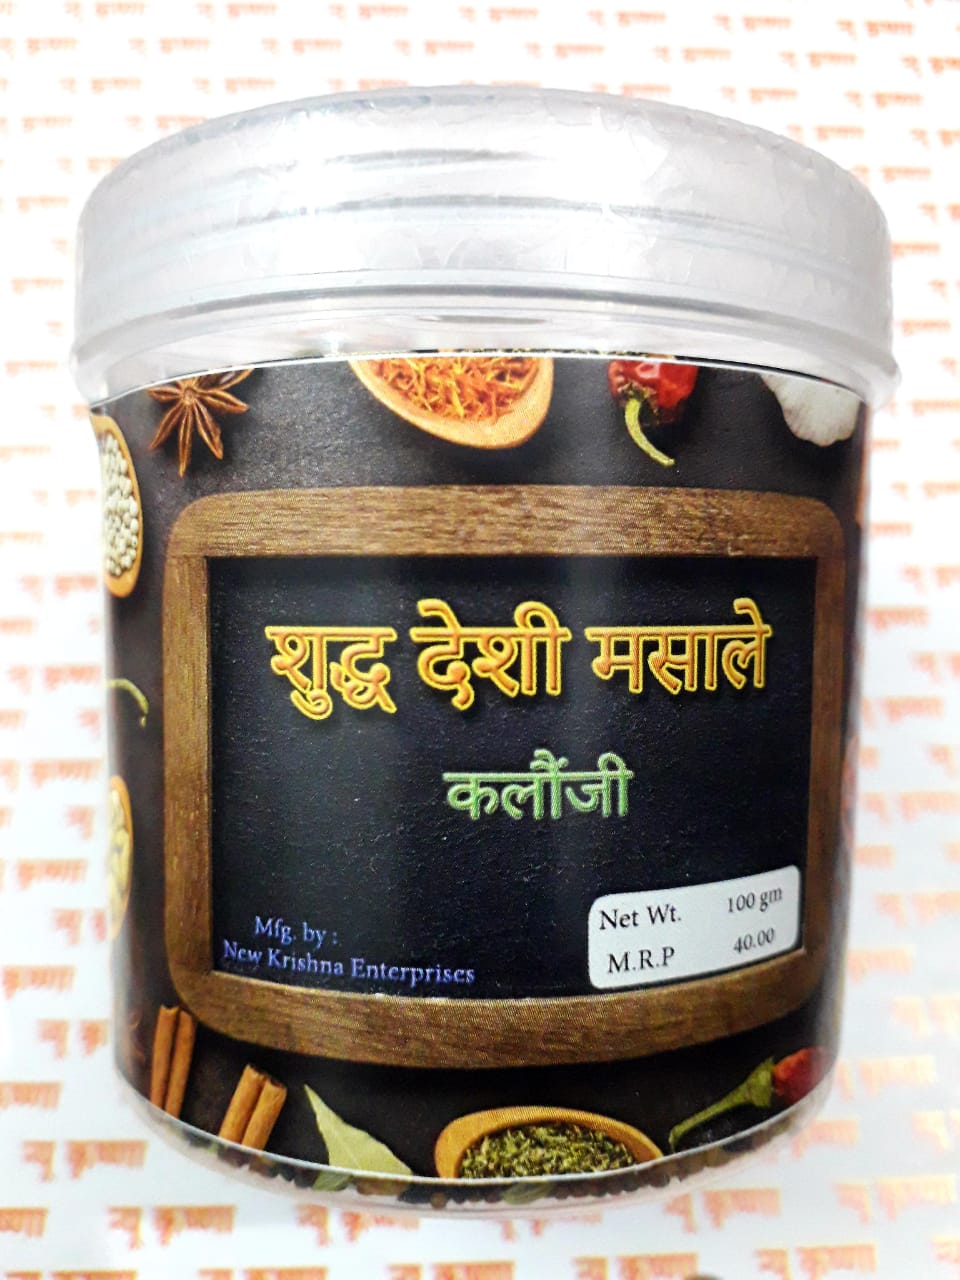 शुद्ध देशी मसाले
कलौंजी
Mfg. by :
New Krishna Enterprises
Net Wt. 100 gm
M.R.P 40.00
न्यू कृष्णा